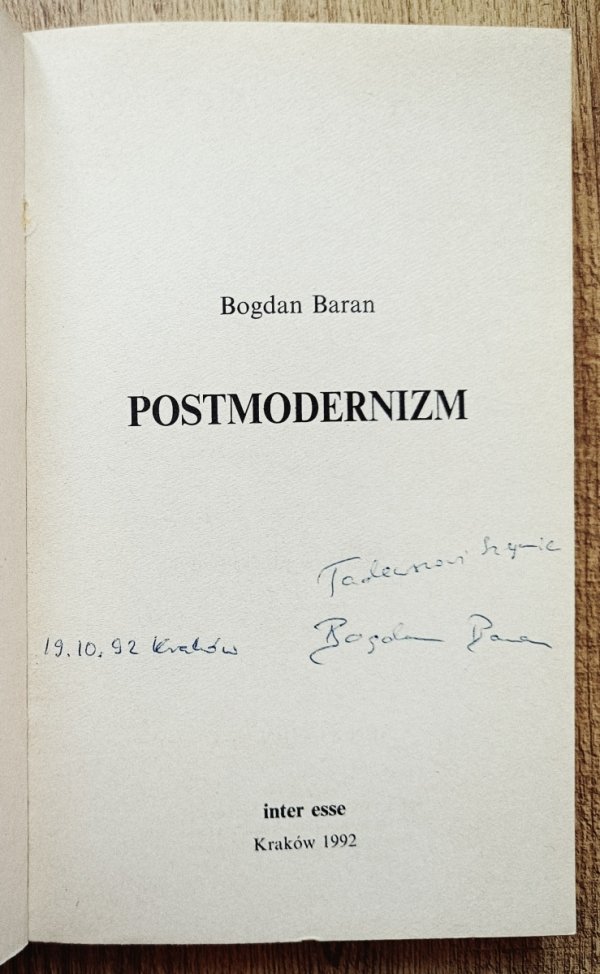 Bogdan Baran
POSTMODERNIZM
Tadeuszowi
19.10.92 Kraków
Bogdan Baran
inter esse
Kraków 1992